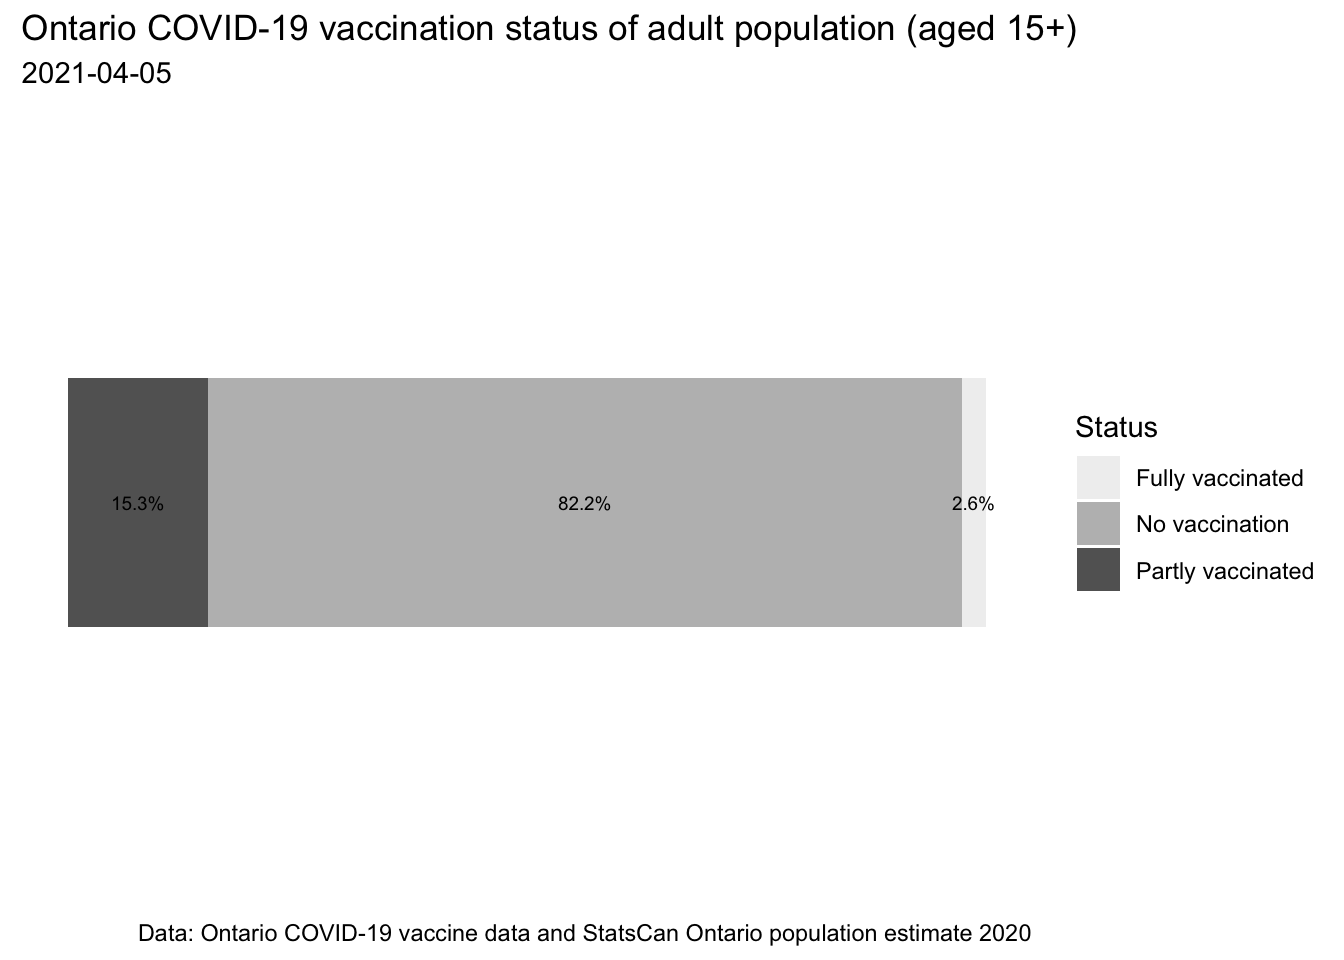 Ontario COVID-19 vaccination status of adult population (aged 15+)
2021-04-05
15.3%
82.2%
2.6%
Status
Fully vaccinated
No vaccination
Partly vaccinated
Data: Ontario COVID-19 vaccine data and StatsCan Ontario population estimate 2020